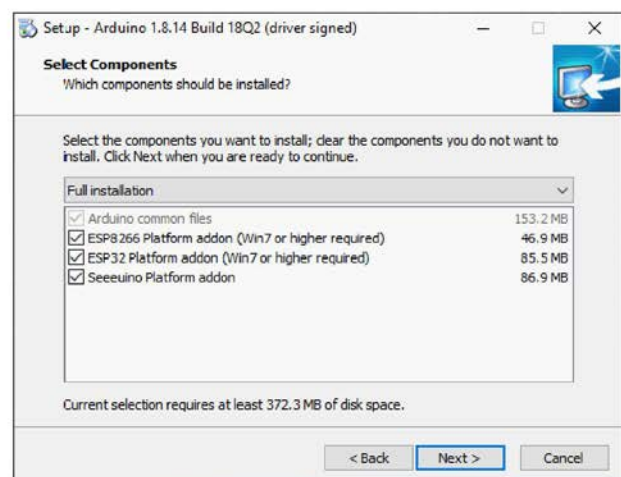 Setup - Arduino 1.8.14 Build 18Q2 (driver signed)
Select Components
Which components should be installed?
Select the components you want to install; clear the components you do not want to
install. Click Next when you are ready to continue.
Full installation
Arduino common files 153.2 MB
ESP8266 Platform addon (Win7 or higher required) 46.9 MB
ESP32 Platform addon (Win7 or higher required) 85.5 MB
Seeeuino Platform addon 86.9 MB
Current selection requires at least 372.3 MB of disk space.
< Back Next > Cancel